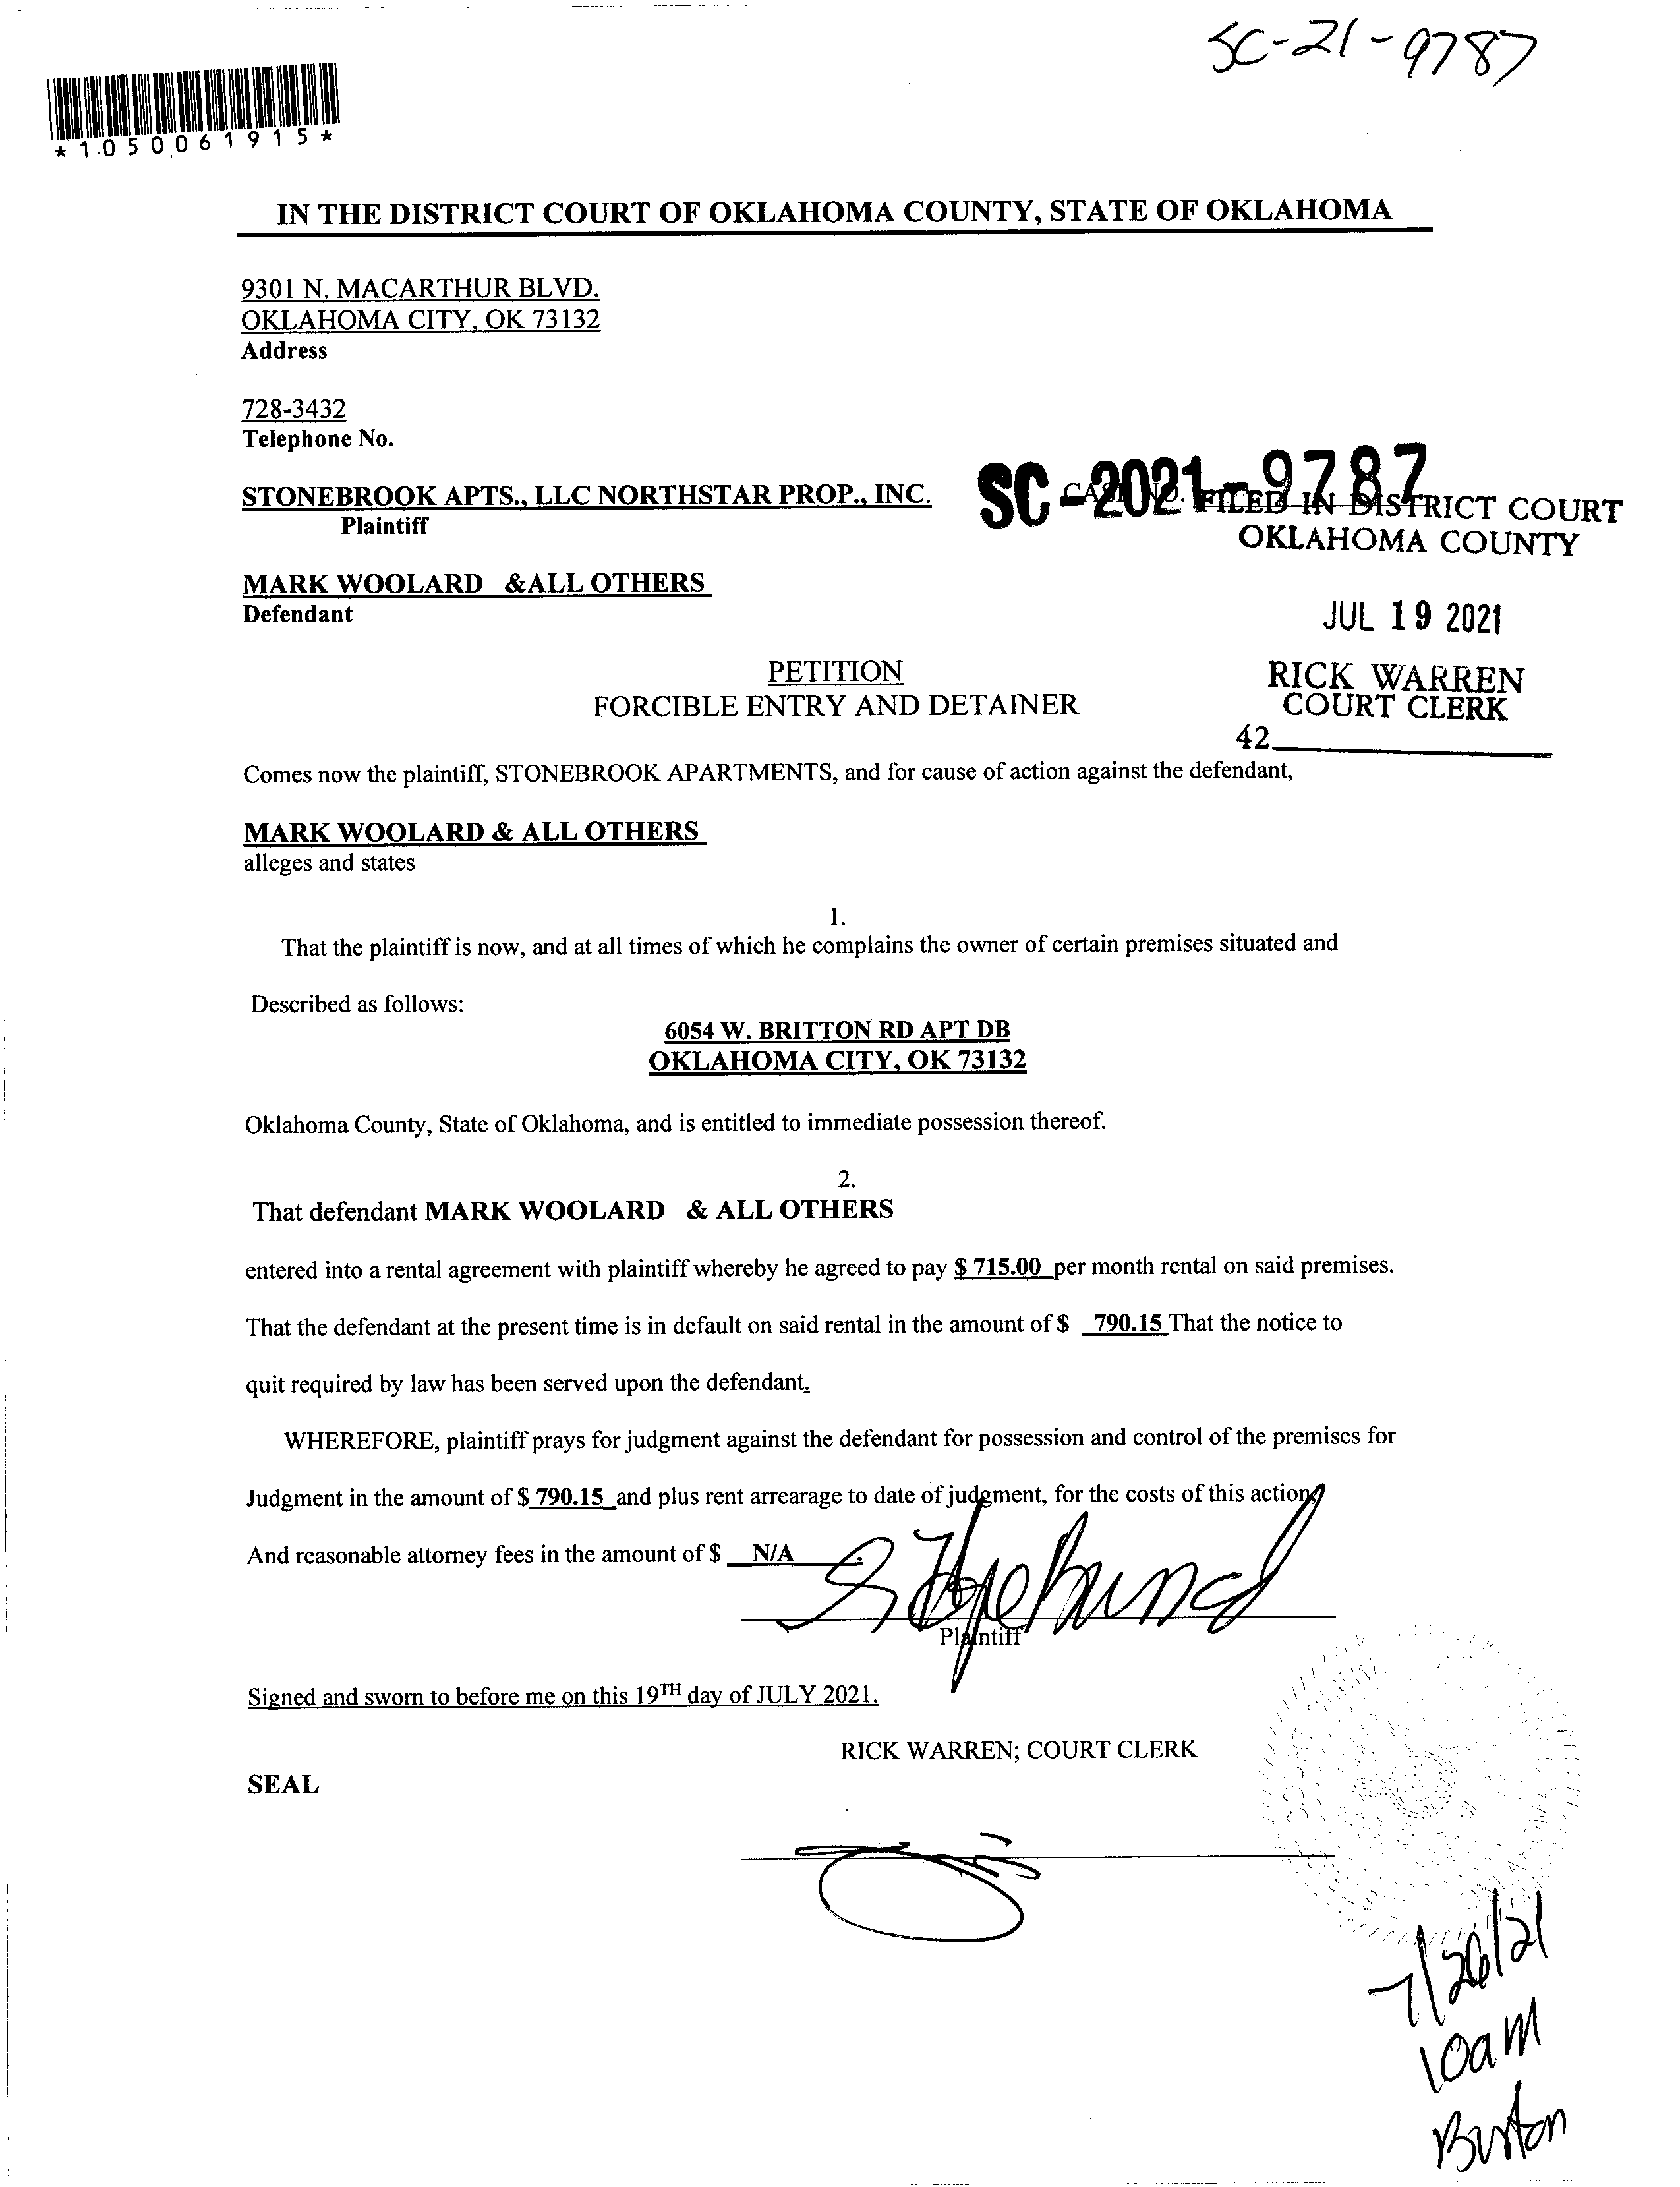 SC-21-9787
*1050061915*
IN THE DISTRICT COURT OF OKLAHOMA COUNTY, STATE OF OKLAHOMA
9301 N. MACARTHUR BLVD.
OKLAHOMA CITY, OK 73132
Address
728-3432
Telephone No.
STONEBROOK APTS., LLC NORTHSTAR PROP., INC.
Plaintiff
SC-2021-9787
CASE NO.
FILED IN DISTRICT COURT
OKLAHOMA COUNTY
MARK WOOLARD &ALL OTHERS
Defendant
JUL 19 2021
RICK WARREN
COURT CLERK
42
PETITION
FORCIBLE ENTRY AND DETAINER
Comes now the plaintiff, STONEBROOK APARTMENTS, and for cause of action against the defendant,
MARK WOOLARD & ALL OTHERS
alleges and states
1.
That the plaintiff is now, and at all times of which he complains the owner of certain premises situated and
Described as follows:
6054 W. BRITTON RD APT DB
OKLAHOMA CITY, OK 73132
Oklahoma County, State of Oklahoma, and is entitled to immediate possession thereof.
2.
That defendant MARK WOOLARD & ALL OTHERS
entered into a rental agreement with plaintiff whereby he agreed to pay $ 715.00 per month rental on said premises.
That the defendant at the present time is in default on said rental in the amount of $ 790.15 That the notice to
quit required by law has been served upon the defendant.
WHEREFORE, plaintiff prays for judgment against the defendant for possession and control of the premises for
Judgment in the amount of $ 790.15 and plus rent arrearage to date of judgment, for the costs of this action,
And reasonable attorney fees in the amount of $ N/A .
Plaintiff
Signed and sworn to before me on this 19TH day of JULY 2021.
RICK WARREN; COURT CLERK
SEAL
7/26/21
10am
Burton